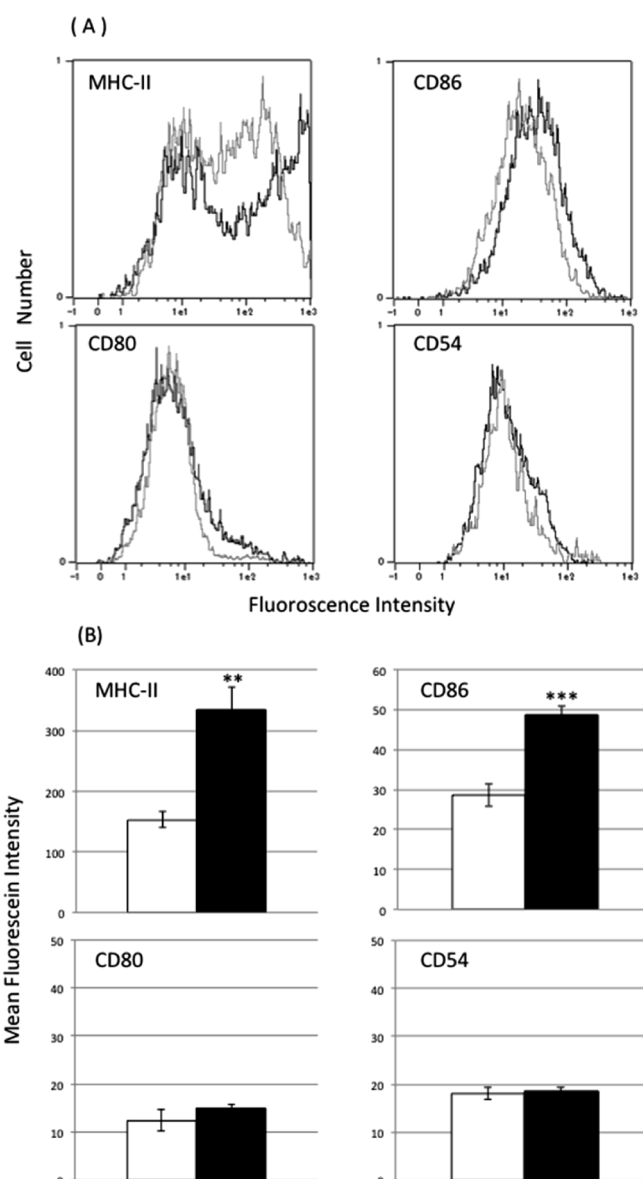 ( A )
MHC-II
CD86
1
0
-1 0 1 1e1 1e2 1e3
1
0
-1 0 1 1e1 1e2 1e3
Cell Number
CD80
CD54
1
0
-1 0 1 1e1 1e2 1e3
1
0
-1 0 1 1e1 1e2 1e3
Fluoroscence Intensity
(B)
Mean Fluorescein Intensity
MHC-II
**
400
300
200
100
0
CD86
***
60
50
40
30
20
10
0
CD80
50
40
30
20
10
0
CD54
50
40
30
20
10
0